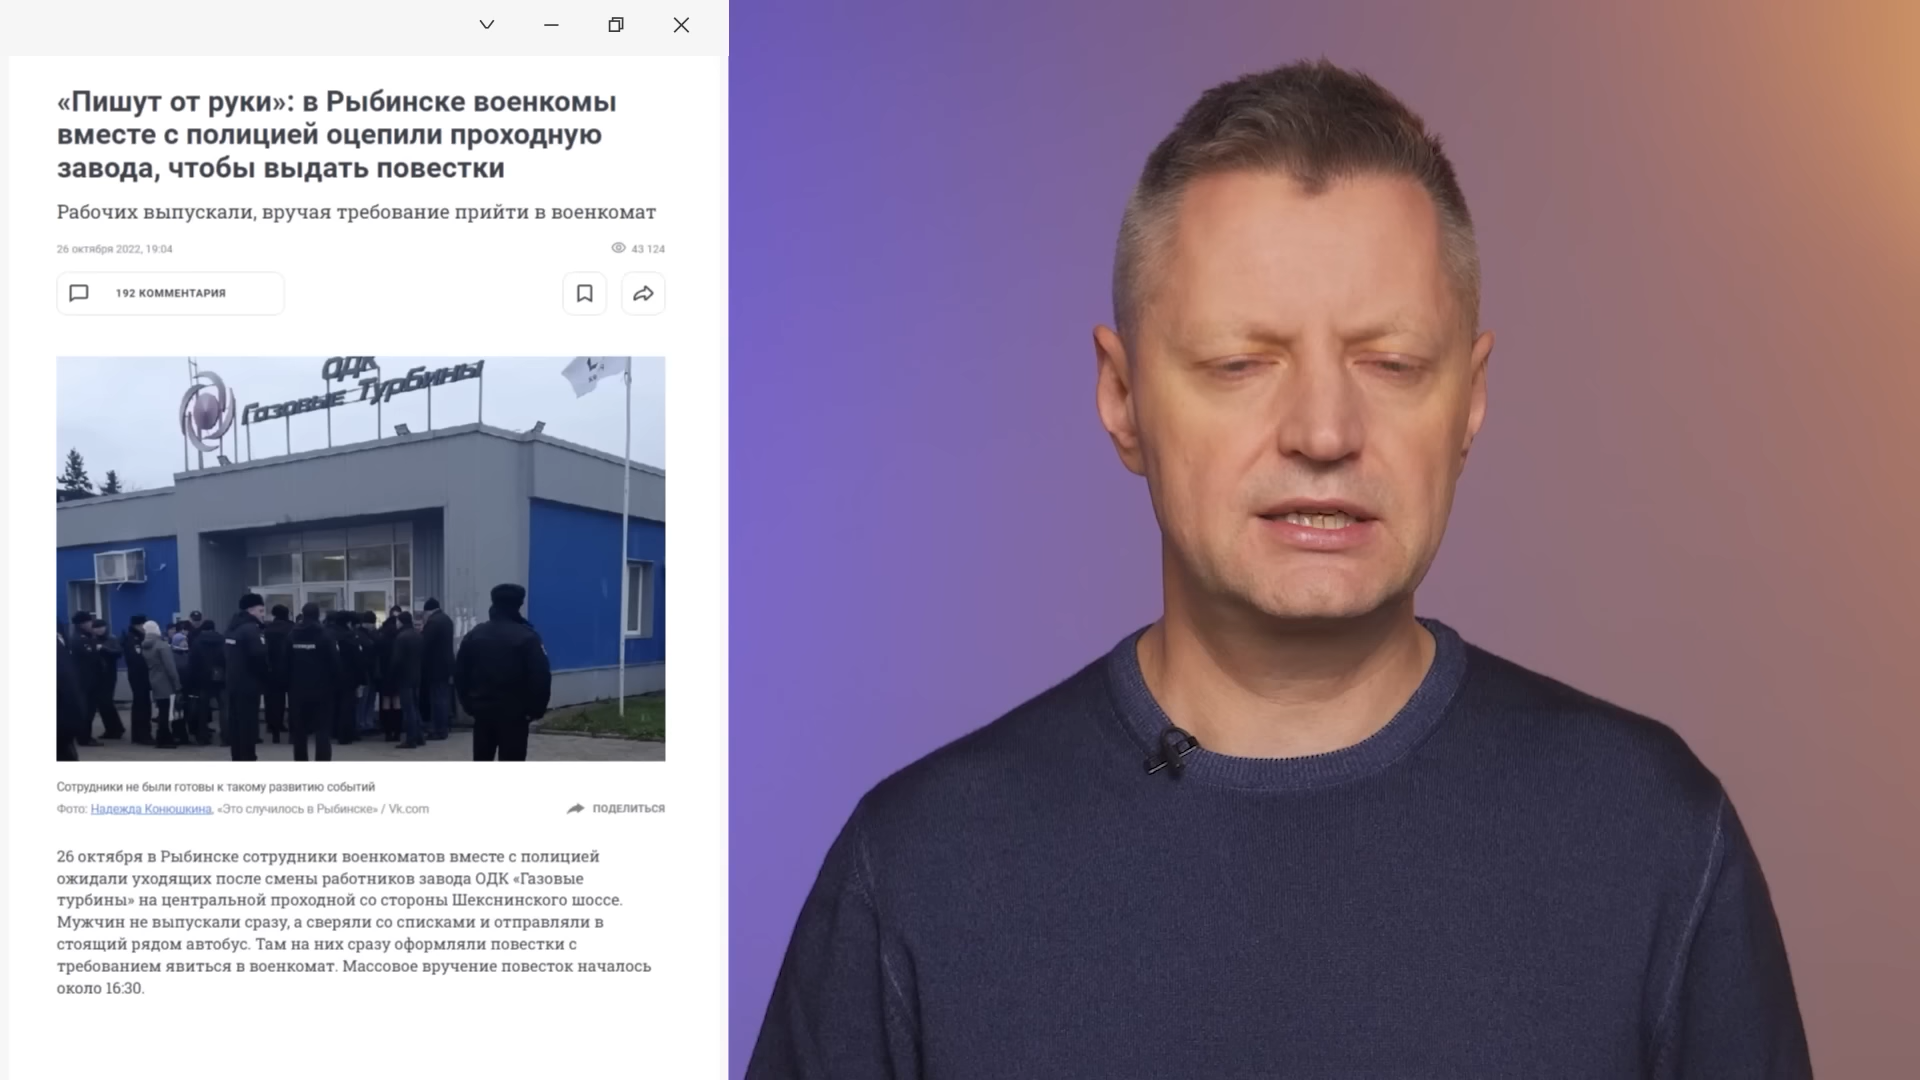 «Пишут от руки»: в Рыбинске военкомы
вместе с полицией оцепили проходную
завода, чтобы выдать повестки
Рабочих выпускали, вручая требование прийти в военкомат
26 октября 2022, 19:04
43 124
192 КОММЕНТАРИЯ
ОДК
Газовые Турбины
Сотрудники не были готовы к такому развитию событий
Фото: Надежда Конюшкина, «Это случилось в Рыбинске» / Vk.com
ПОДЕЛИТЬСЯ
26 октября в Рыбинске сотрудники военкоматов вместе с полицией
ожидали уходящих после смены работников завода ОДК «Газовые
турбины» на центральной проходной со стороны Шекснинского шоссе.
Мужчин не выпускали сразу, а сверяли со списками и отправляли в
стоящий рядом автобус. Там на них сразу оформляли повестки с
требованием явиться в военкомат. Массовое вручение повесток началось
около 16:30.